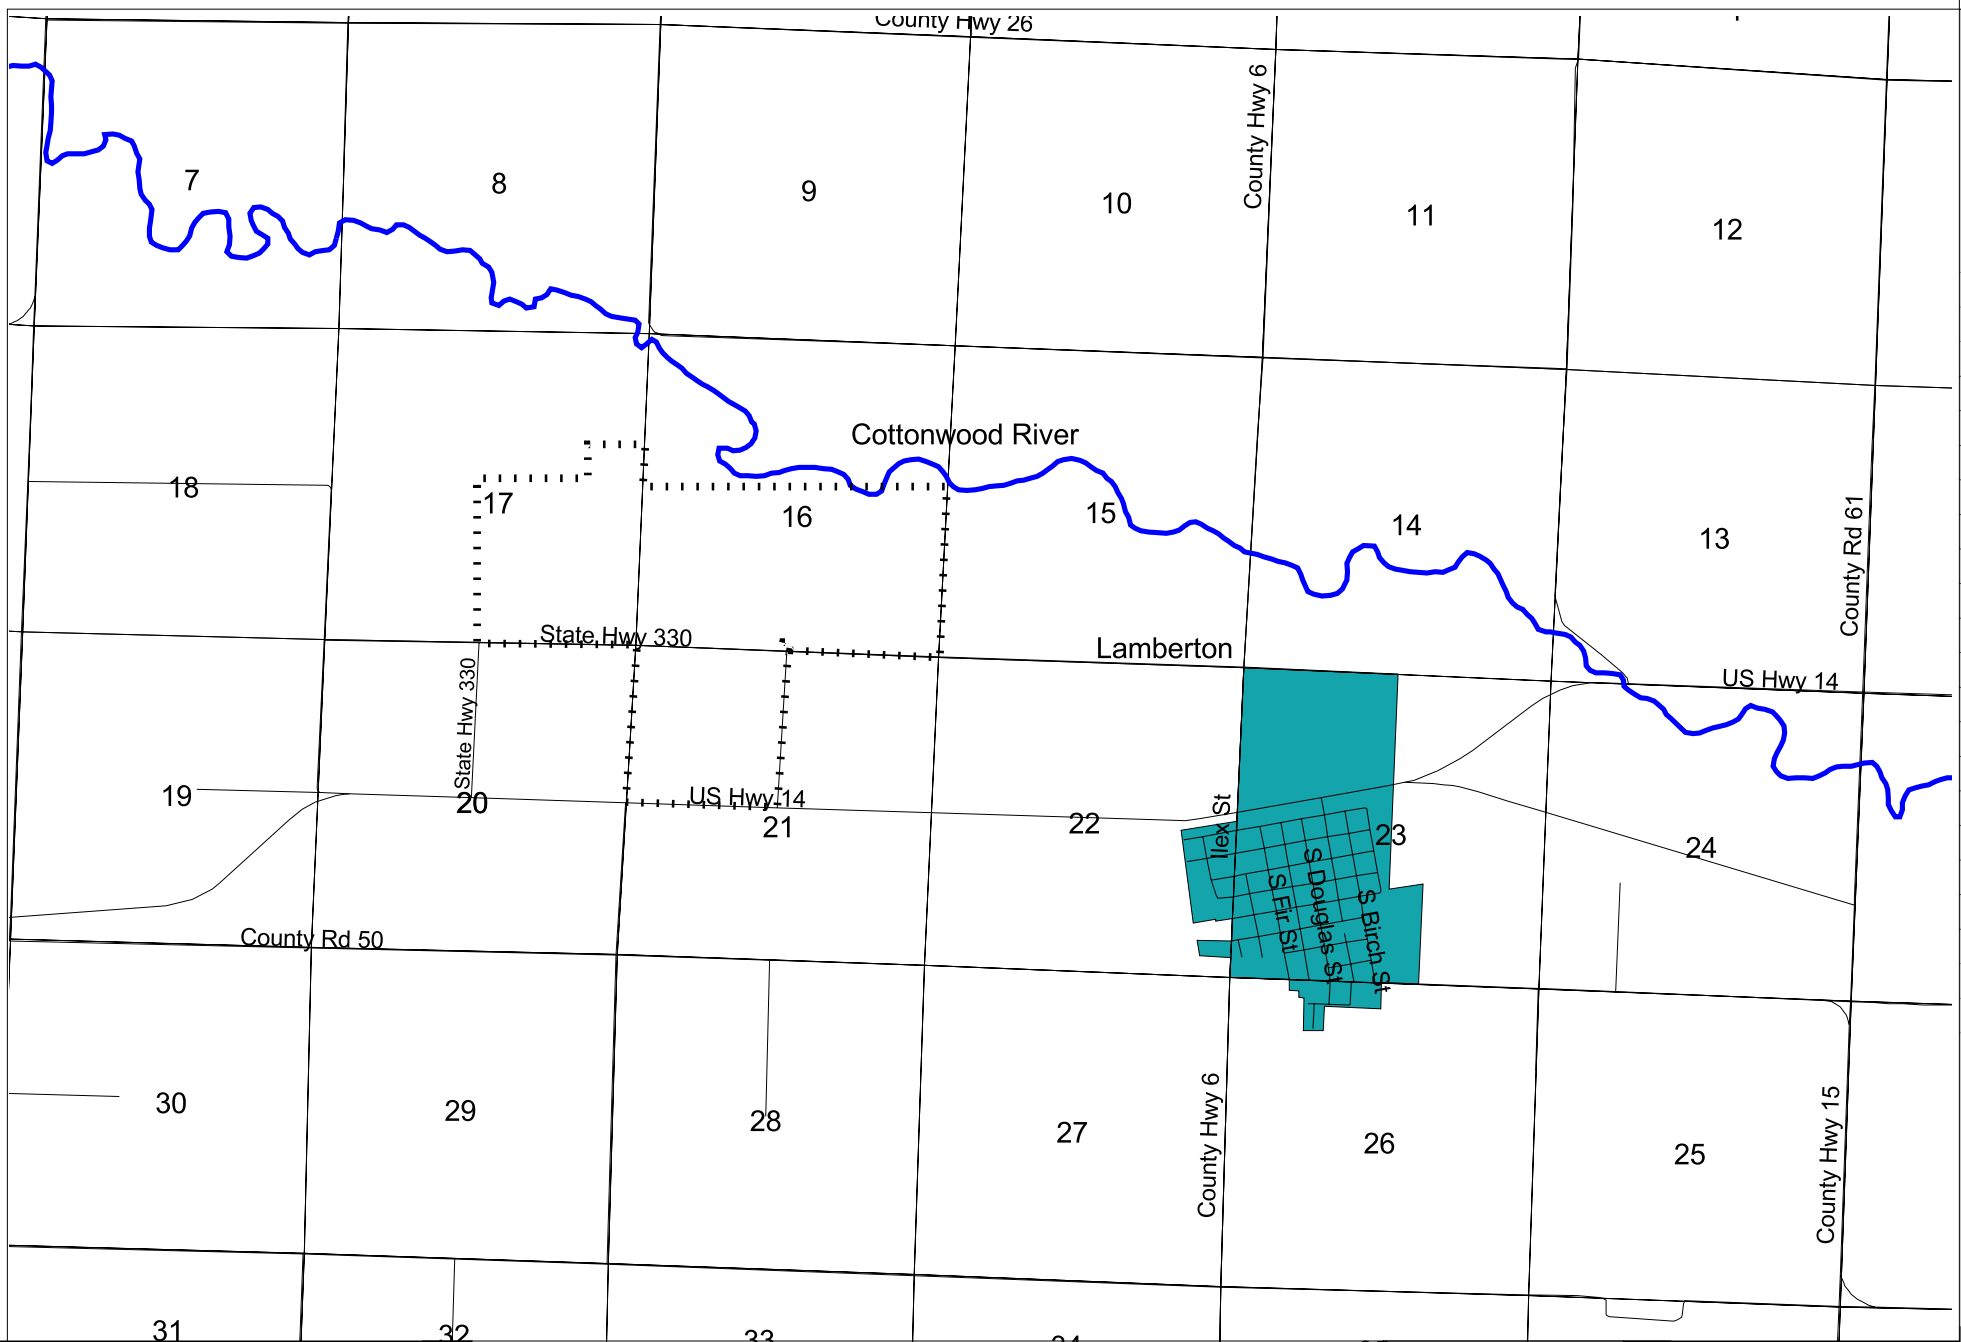 County Hwy 26
County Hwy 6
7
8
9
10
11
12
Cottonwood River
18
17
16
15
14
13
County Rd 61
State Hwy 330
Lamberton
US Hwy 14
State Hwy 330
19
20
US Hwy 14
21
22
Ilex St
23
24
S Fir St
S Douglas St
S Birch St
County Rd 50
30
29
28
27
County Hwy 6
26
25
County Hwy 15
31
32
33